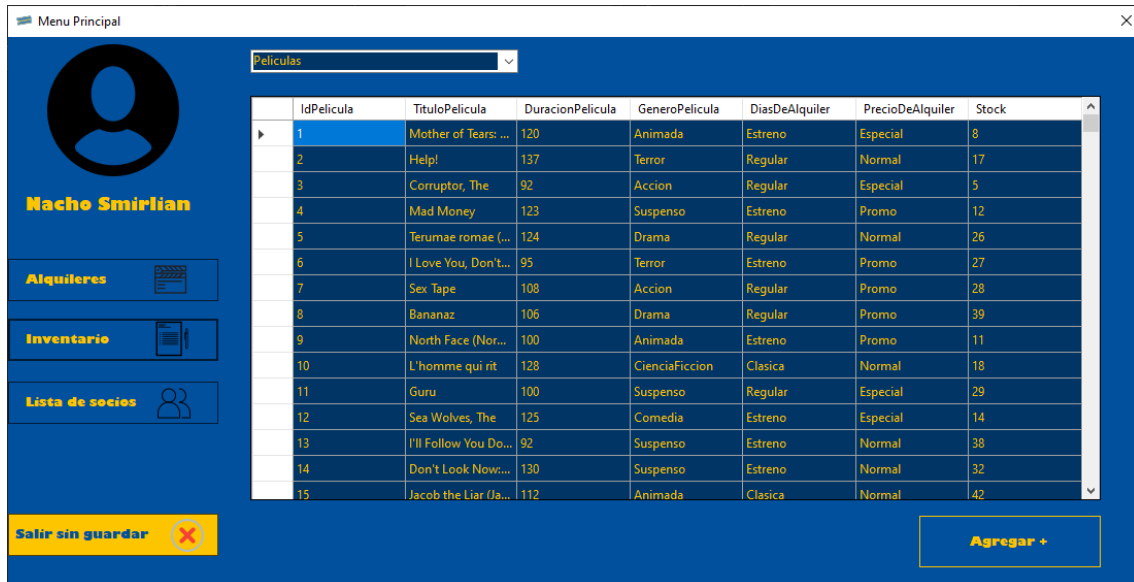 Menu Principal
Peliculas
Nacho Smirlian
Alquileres
Inventario
Lista de socios
Salir sin guardar
IdPelicula TituloPelicula DuracionPelicula GeneroPelicula DiasDeAlquiler PrecioDeAlquiler Stock
1 Mother of Tears: ... 120 Animada Estreno Especial 8
2 Help! 137 Terror Regular Normal 17
3 Corruptor, The 92 Accion Regular Especial 5
4 Mad Money 123 Suspenso Estreno Promo 12
5 Terumae romae (... 124 Drama Regular Normal 26
6 I Love You, Don't... 95 Terror Estreno Promo 27
7 Sex Tape 108 Accion Regular Promo 28
8 Bananaz 106 Drama Regular Promo 39
9 North Face (Nor... 100 Animada Estreno Promo 11
10 L'homme qui rit 128 CienciaFiccion Clasica Normal 18
11 Guru 100 Suspenso Regular Especial 29
12 Sea Wolves, The 125 Comedia Estreno Especial 14
13 I'll Follow You Do... 92 Suspenso Estreno Normal 38
14 Don't Look Now:... 130 Suspenso Estreno Normal 32
15 Jacob the Liar (Ja... 112 Animada Clasica Normal 42
Agregar +